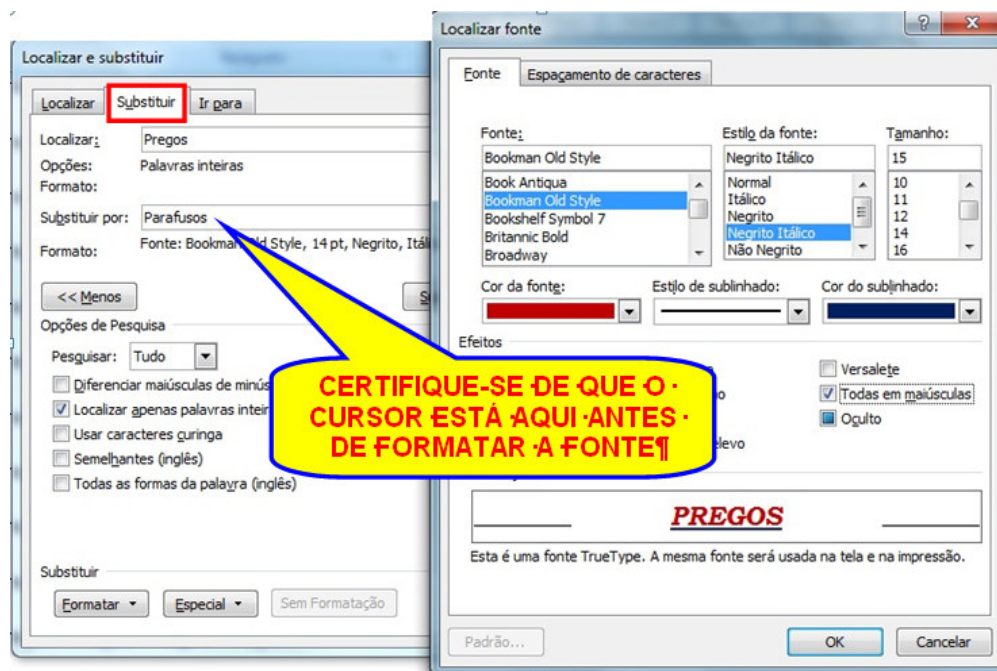 Localizar e substituir
Localizar
Substituir
Ir para
Localizar:
Pregos
Opções:
Palavras inteiras
Formato:
Substituir por:
Parafusos
Formato:
Fonte: Bookman Old Style, 14 pt, Negrito,
<< Menos
Opções de Pesquisa
Pesquisar:
Tudo
Diferenciar maiúsculas de
Localizar apenas palavras
Usar caracteres curinga
Semelhantes (inglês)
Todas as formas da palavra (inglês)
Substituir
Formatar
Especial
Sem Formatação
CERTIFIQUE-SE·DE·QUE·O·
CURSOR·ESTÁ·AQUI·ANTES·
DE·FORMATAR·A·FONTE¶
Localizar fonte
Fonte
Espaçamento de caracteres
Fonte:
Bookman Old Style
Book Antiqua
Bookman Old Style
Bookshelf Symbol 7
Britannic Bold
Broadway
Estilo da fonte:
Negrito Itálico
Normal
Itálico
Negrito
Negrito Itálico
Não Negrito
Tamanho:
15
10
11
12
14
16
Cor da fonte:
Estilo de sublinhado:
Cor do sublinhado:
Efeitos
Versalete
Todas em maiúsculas
Oculto
PREGOS
Esta é uma fonte TrueType. A mesma fonte será usada na tela e na impressão.
Padrão...
OK
Cancelar